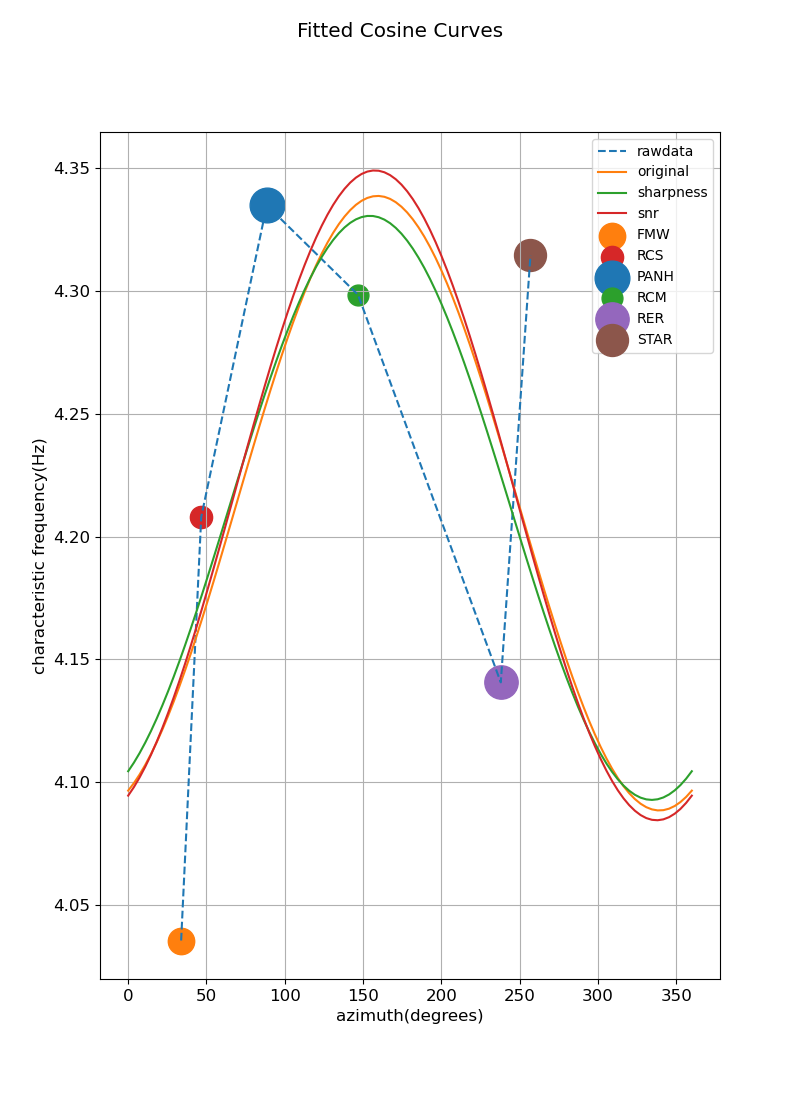 Fitted Cosine Curves
4.35
4.30
4.25
4.20
4.15
4.10
4.05
characteristic frequency(Hz)
rawdata
original
sharpness
snr
FMW
RCS
PANH
RCM
RER
STAR
0 50 100 150 200 250 300 350
azimuth(degrees)